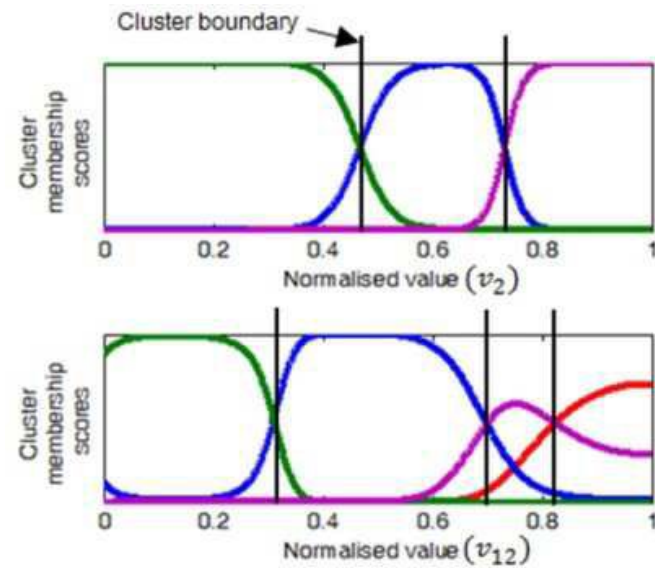 Cluster boundary
Cluster
membership
scores
0 0.2 0.4 0.6 0.8 1
Normalised value (v₂)
Cluster
membership
scores
0 0.2 0.4 0.6 0.8 1
Normalised value (v₁₂)